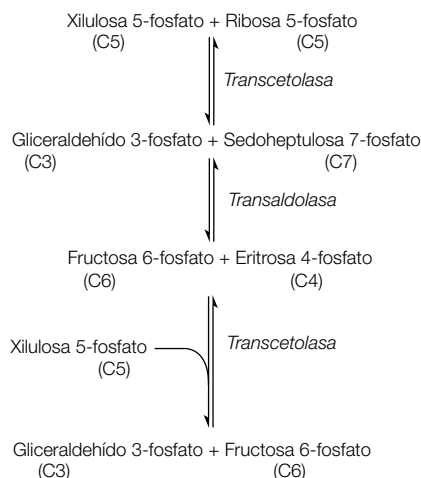 Xilulosa 5-fosfato + Ribosa 5-fosfato
(C5) (C5)
Transcetolasa
Gliceraldehído 3-fosfato + Sedoheptulosa 7-fosfato
(C3) (C7)
Transaldolasa
Fructosa 6-fosfato + Eritrosa 4-fosfato
(C6) (C4)
Xilulosa 5-fosfato Transcetolasa
(C5)
Gliceraldehído 3-fosfato + Fructosa 6-fosfato
(C3) (C6)